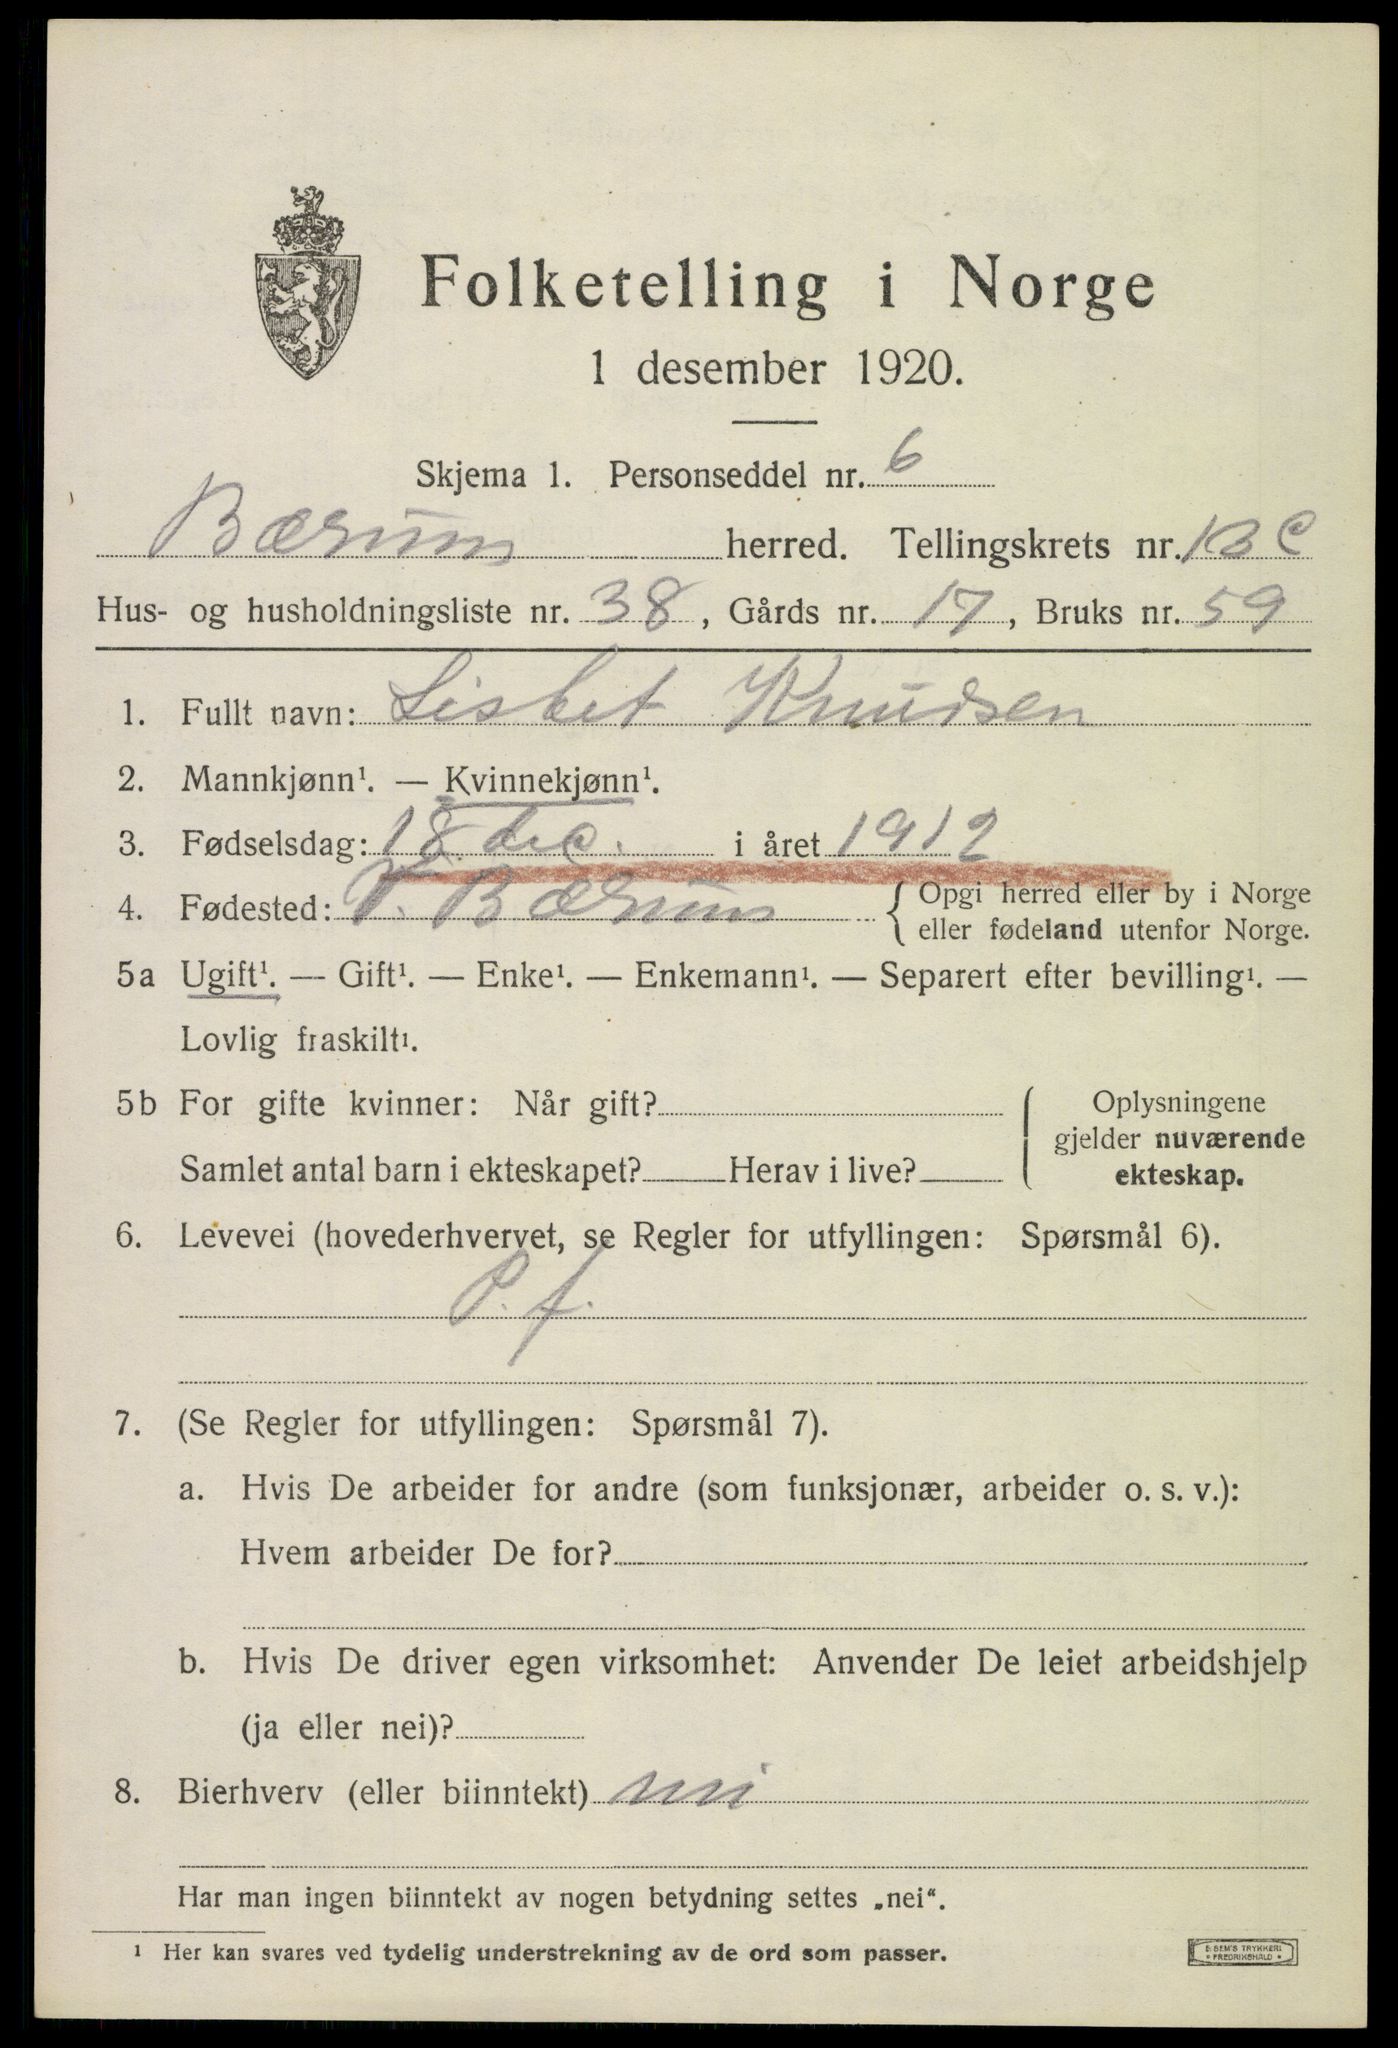 Folketelling i Norge
1 desember 1920.
Skjema 1. Personseddel nr. 6
Bærum herred. Tellingskrets nr. 13 C
Hus- og husholdningsliste nr. 38, Gårds nr. 17, Bruks nr. 59
1. Fullt navn: Lisbet Knudsen
2. Mannkjønn¹. — Kvinnekjønn¹.
3. Fødselsdag: 18 dec. i året 1912
4. Fødested: V. Bærum { Opgi herred eller by i Norge
eller fødeland utenfor Norge.
5a Ugift¹. — Gift¹. — Enke¹. — Enkemann¹. — Separert efter bevilling¹. —
Lovlig fraskilt¹.
5b For gifte kvinner: Når gift?
Samlet antal barn i ekteskapet? Herav i live?
Oplysningene
gjelder nuværende
ekteskap.
6. Levevei (hovederhvervet, se Regler for utfyllingen: Spørsmål 6).
P. f.
7. (Se Regler for utfyllingen: Spørsmål 7).
a. Hvis De arbeider for andre (som funksjonær, arbeider o. s. v.):
Hvem arbeider De for?
b. Hvis De driver egen virksomhet: Anvender De leiet arbeidshjelp
(ja eller nei)?
8. Bierhverv (eller biinntekt) nei
Har man ingen biinntekt av nogen betydning settes „nei“.
¹ Her kan svares ved tydelig understrekning av de ord som passer.
E. SEM'S TRYKKERI
* FREDRIKSHALD *